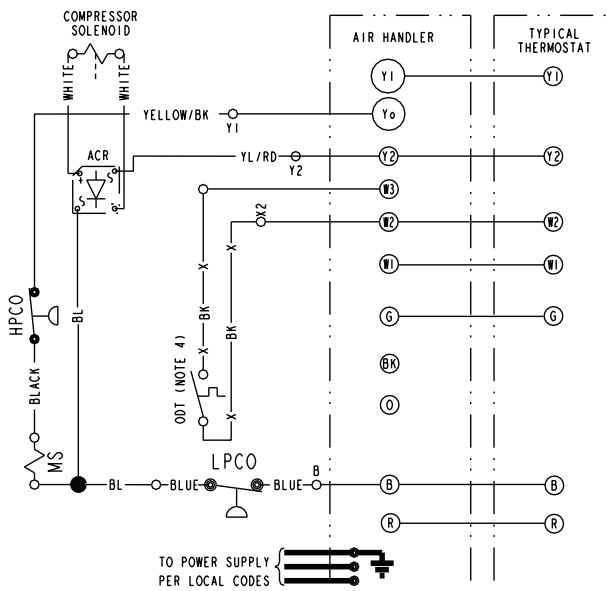 COMPRESSOR
SOLENOID
AIR HANDLER
TYPICAL
THERMOSTAT
WHITE
WHITE
Y1
Y1
YELLOW/BK
Y1
Yo
ACR
YL/RD
Y2
Y2
Y2
+
W3
X2
W2
W2
X
X
W1
W1
HPCO
BL
BK
BK
G
G
X
ODT (NOTE 4)
BK
BLACK
X
O
MS
LPCO
B
BL
BLUE
BLUE
B
B
R
R
TO POWER SUPPLY
PER LOCAL CODES